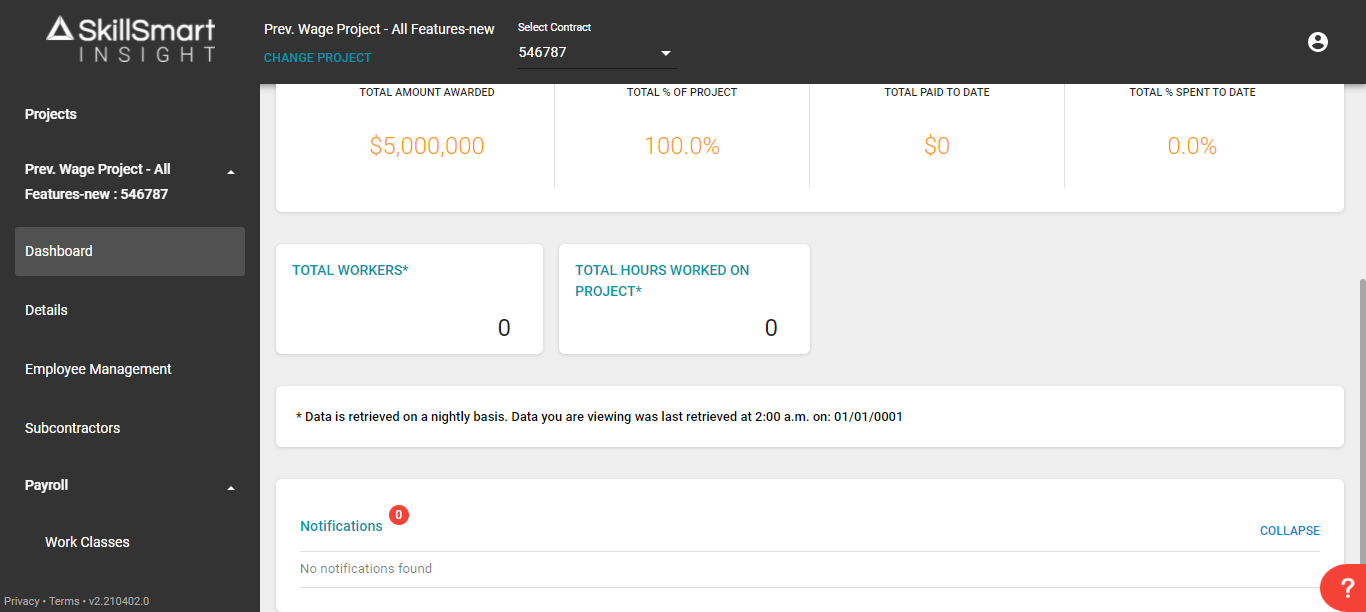 SkillSmart
INSIGHT
Prev. Wage Project - All Features-new
CHANGE PROJECT
Select Contract
546787
Projects
Prev. Wage Project - All
Features-new : 546787
Dashboard
Details
Employee Management
Subcontractors
Payroll
Work Classes
Privacy • Terms • v2.210402.0
TOTAL AMOUNT AWARDED
$5,000,000
TOTAL % OF PROJECT
100.0%
TOTAL PAID TO DATE
$0
TOTAL % SPENT TO DATE
0.0%
TOTAL WORKERS*
0
TOTAL HOURS WORKED ON
PROJECT*
0
* Data is retrieved on a nightly basis. Data you are viewing was last retrieved at 2:00 a.m. on: 01/01/0001
Notifications
0
COLLAPSE
No notifications found
?